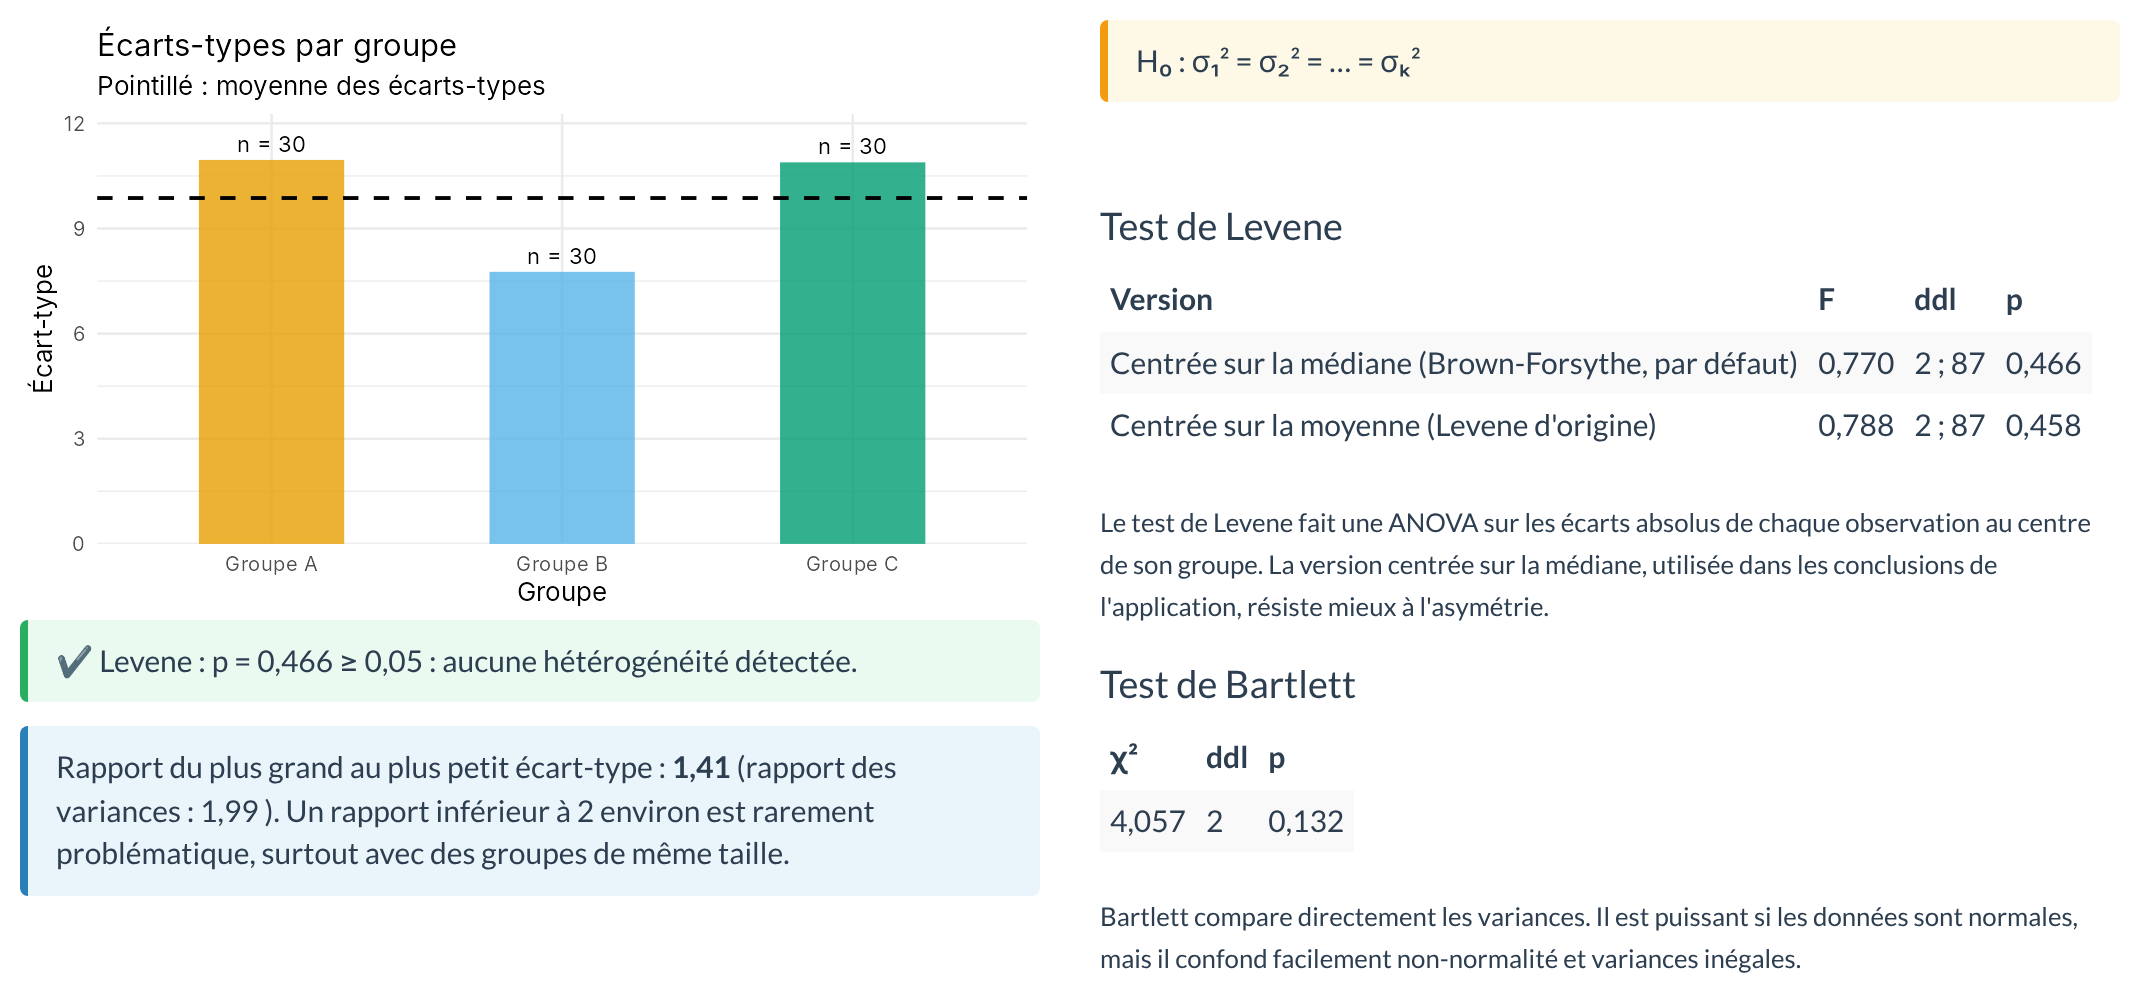 Écarts-types par groupe
Pointillé : moyenne des écarts-types
12
9
6
3
0
Écart-type
n = 30
n = 30
n = 30
Groupe A
Groupe B
Groupe C
Groupe
✔ Levene : p = 0,466 ≥ 0,05 : aucune hétérogénéité détectée.
Rapport du plus grand au plus petit écart-type : 1,41 (rapport des
variances : 1,99 ). Un rapport inférieur à 2 environ est rarement
problématique, surtout avec des groupes de même taille.
H₀ : σ₁² = σ₂² = ... = σₖ²
Test de Levene
Version F ddl p
Centrée sur la médiane (Brown-Forsythe, par défaut) 0,770 2 ; 87 0,466
Centrée sur la moyenne (Levene d'origine) 0,788 2 ; 87 0,458
Le test de Levene fait une ANOVA sur les écarts absolus de chaque observation au centre
de son groupe. La version centrée sur la médiane, utilisée dans les conclusions de
l'application, résiste mieux à l'asymétrie.
Test de Bartlett
χ² ddl p
4,057 2 0,132
Bartlett compare directement les variances. Il est puissant si les données sont normales,
mais il confond facilement non-normalité et variances inégales.